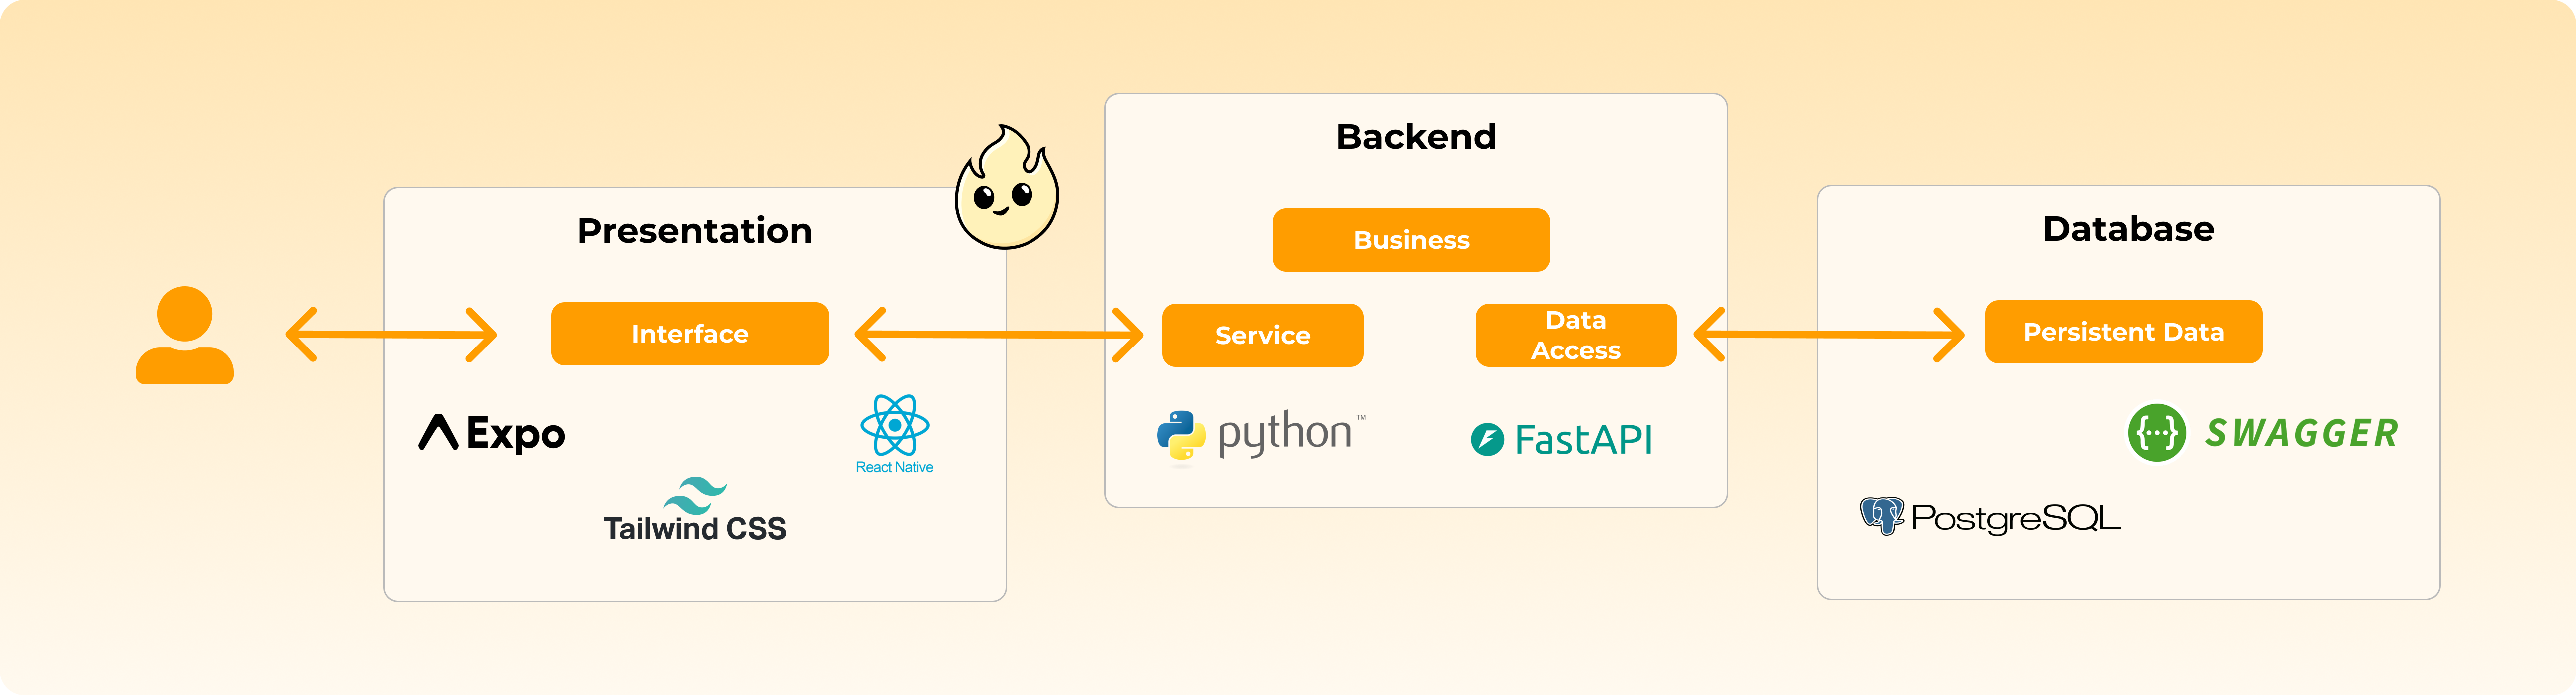 Presentation
Interface
Expo
React Native
Tailwind CSS
Backend
Business
Service
Data
Access
python™
FastAPI
Database
Persistent Data
{···} SWAGGER
PostgreSQL